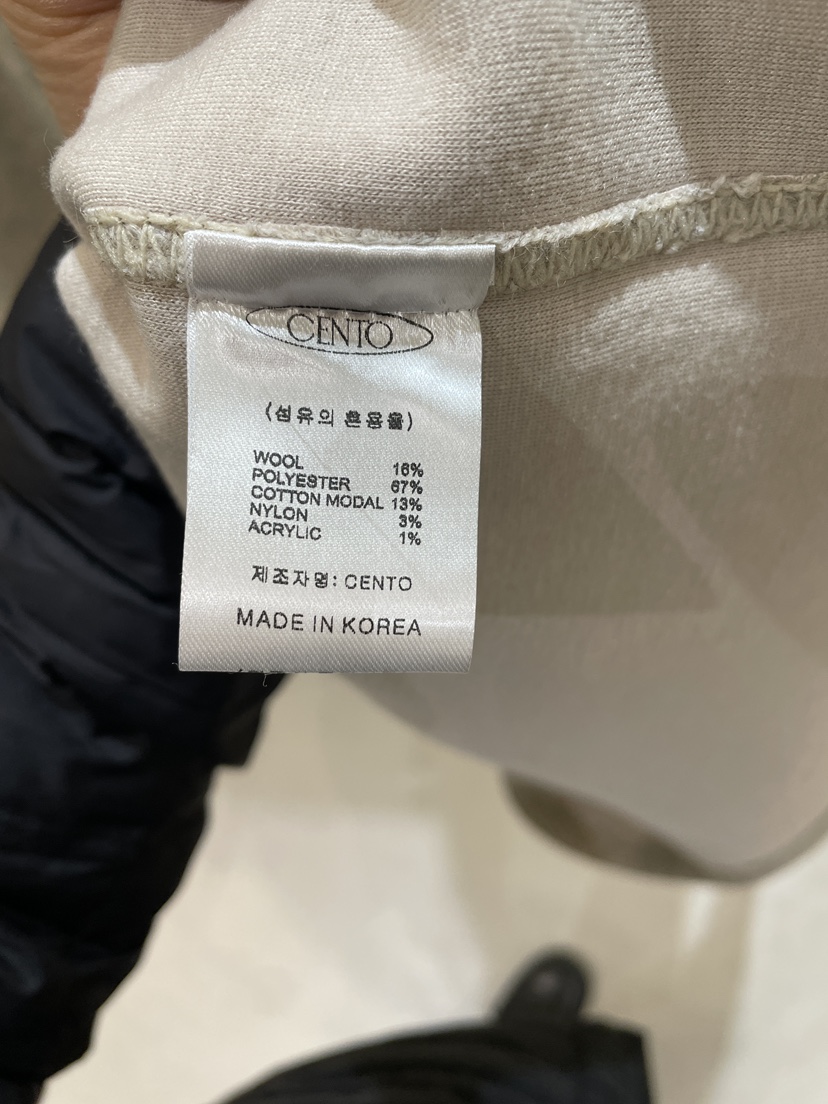 CENTO
(섬유의 혼용율)
WOOL 16%
POLYESTER 67%
COTTON MODAL 13%
NYLON 3%
ACRYLIC 1%
제조자명: CENTO
MADE IN KOREA